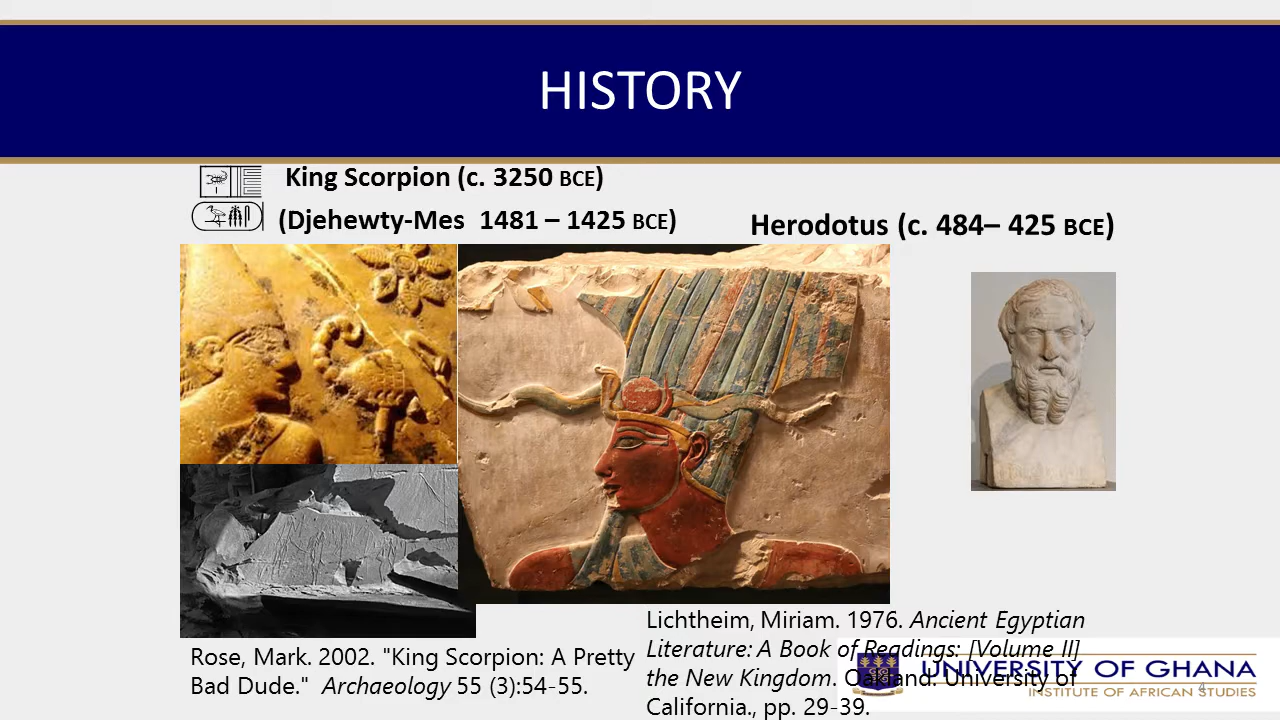 HISTORY
King Scorpion (c. 3250 BCE)
(Djehewty-Mes 1481 – 1425 BCE)
Herodotus (c. 484– 425 BCE)
Rose, Mark. 2002. "King Scorpion: A Pretty
Bad Dude." Archaeology 55 (3):54-55.
Lichtheim, Miriam. 1976. Ancient Egyptian
Literature: A Book of Readings: [Volume II]
the New Kingdom. Oakland: University of
California., pp. 29-39.
UNIVERSITY OF GHANA
INSTITUTE OF AFRICAN STUDIES
4